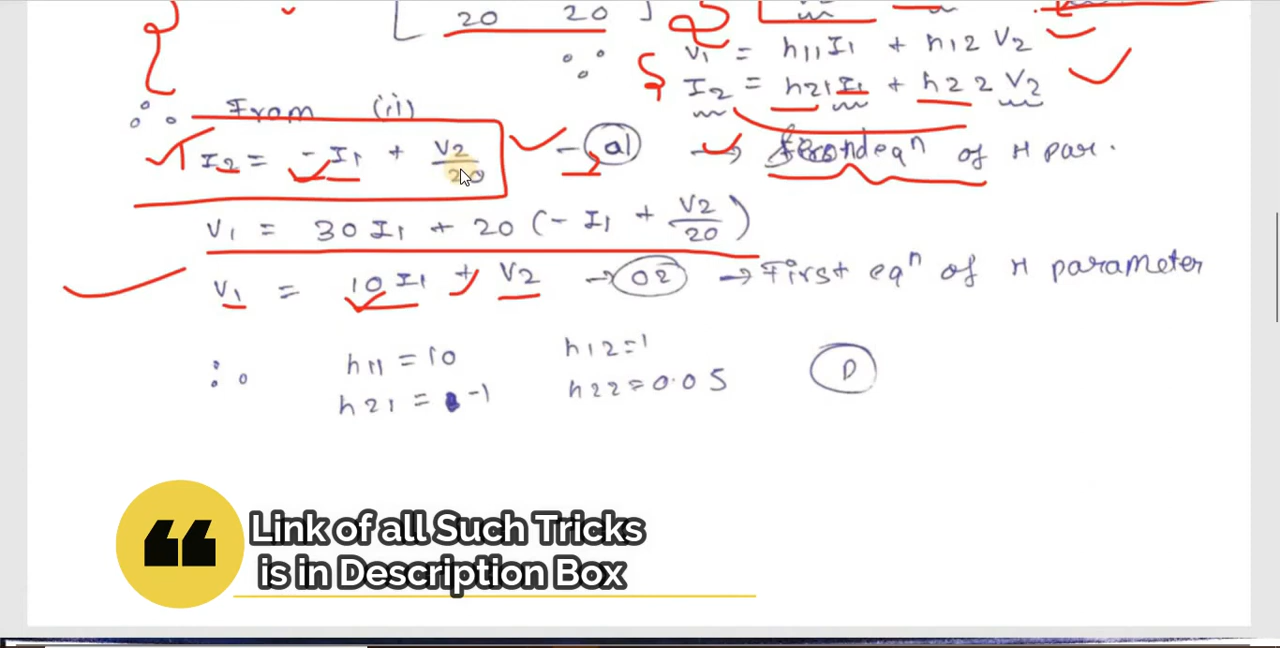 20 20
V1 = h11 I1 + h12 V2
I2 = h21 I1 + h22 V2
∴ From (ii)
I2 = - I1 + V2/20 - a1 → Second eqn of H par.
V1 = 30 I1 + 20 (- I1 + V2/20)
V1 = 10 I1 + V2 → 02 → First eqn of H parameter
∴ h11 = 10 h12 = 1
h21 = -1 h22 = 0.05 D
Link of all Such Tricks
is in Description Box